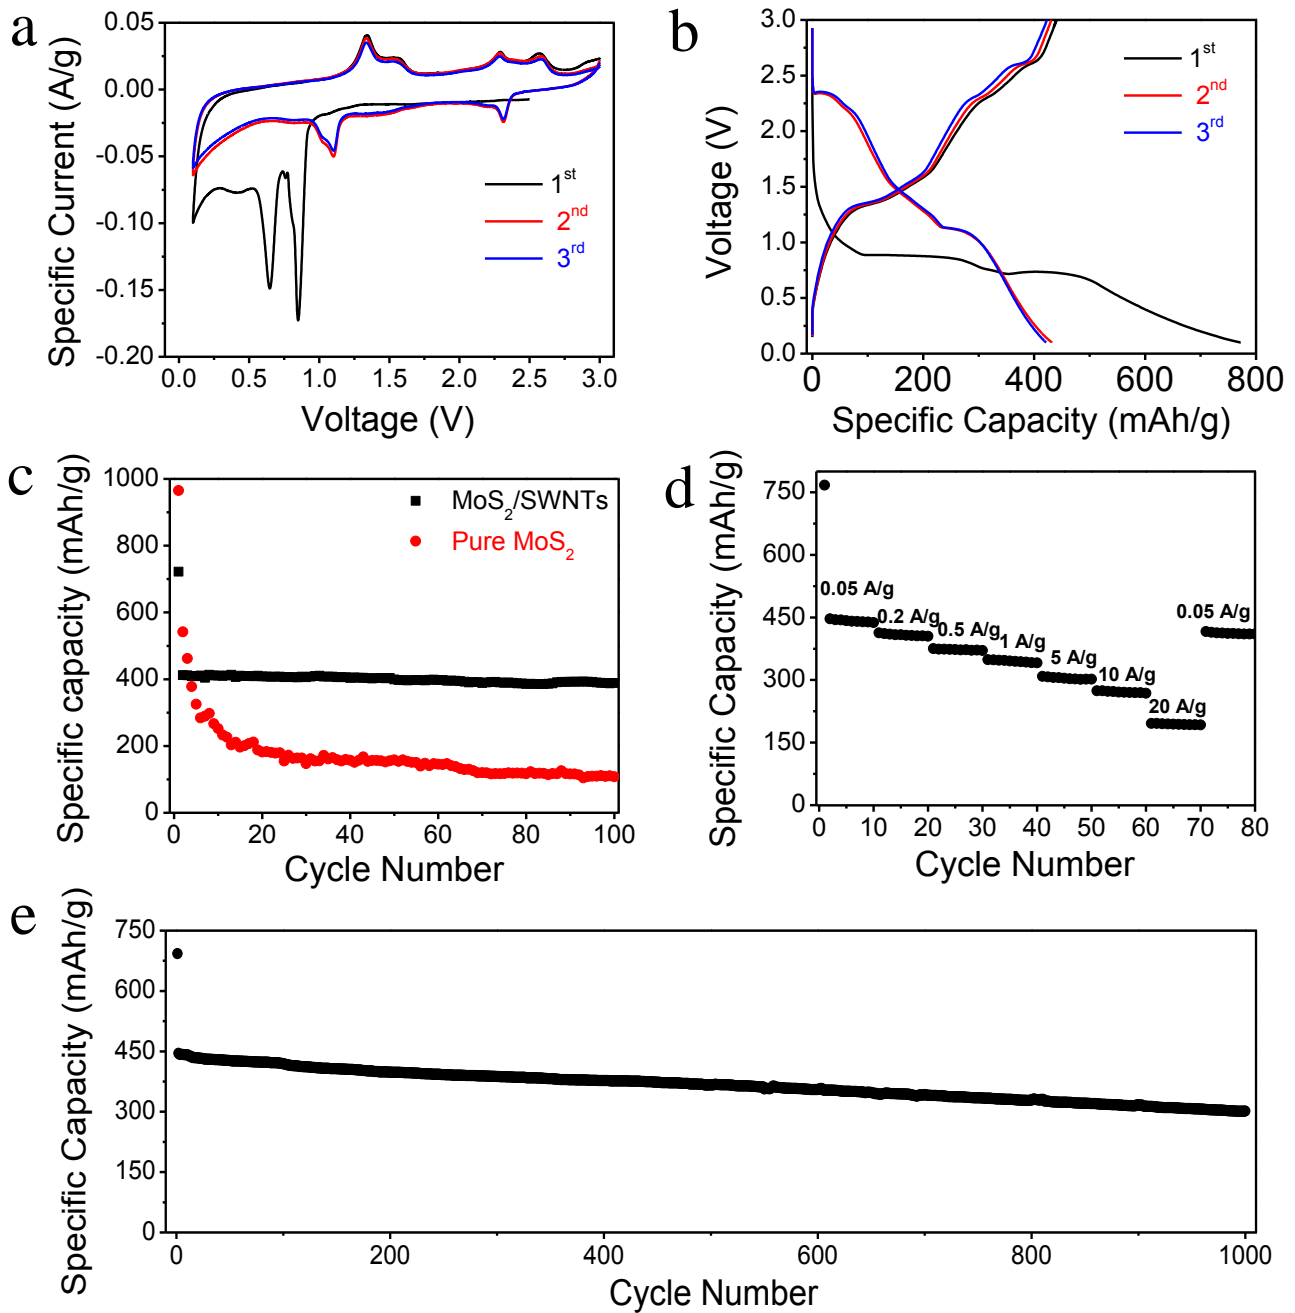 a
0.05
0.00
-0.05
-0.10
-0.15
-0.20
Specific Current (A/g)
1st
2nd
3rd
0.0 0.5 1.0 1.5 2.0 2.5 3.0
Voltage (V)
b
3.0
2.5
2.0
1.5
1.0
0.5
0.0
Voltage (V)
1st
2nd
3rd
0 200 400 600 800
Specific Capacity (mAh/g)
c
1000
800
600
400
200
0
Specific capacity (mAh/g)
MoS2/SWNTs
Pure MoS2
0 20 40 60 80 100
Cycle Number
d
750
600
450
300
150
0
Specific Capacity (mAh/g)
0.05 A/g
0.2 A/g
0.5 A/g
1 A/g
5 A/g
10 A/g
20 A/g
0.05 A/g
0 10 20 30 40 50 60 70 80
Cycle Number
e
750
600
450
300
150
0
Specific Capacity (mAh/g)
0 200 400 600 800 1000
Cycle Number